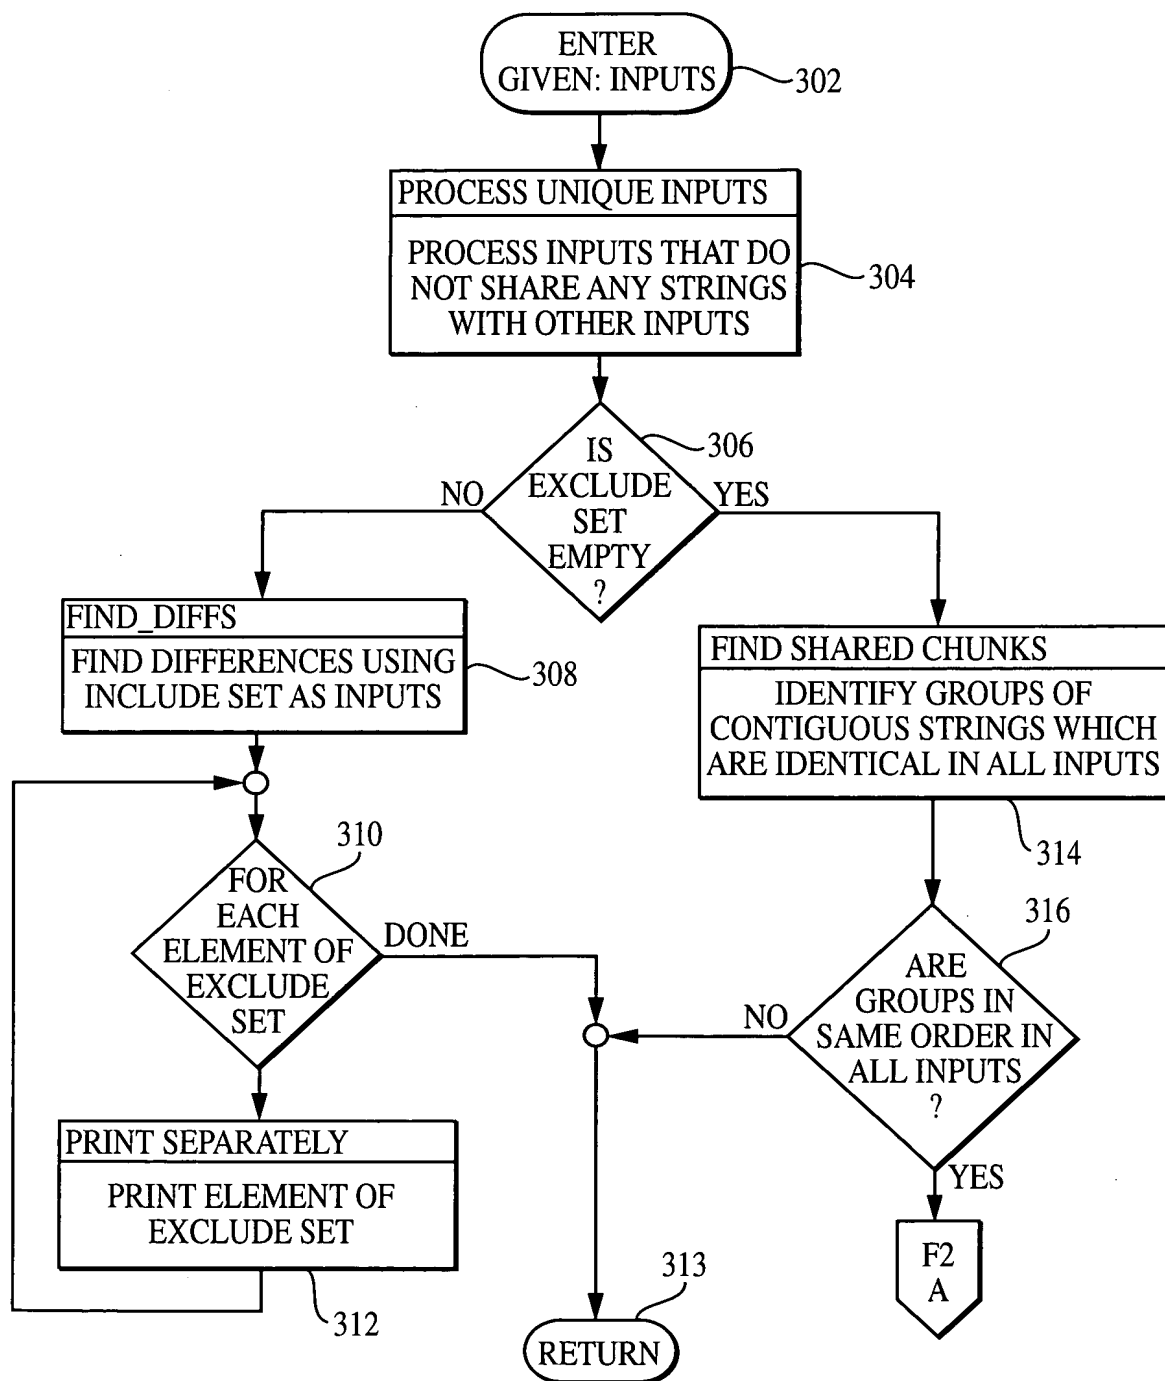 ENTER
GIVEN: INPUTS
302
PROCESS UNIQUE INPUTS
PROCESS INPUTS THAT DO
NOT SHARE ANY STRINGS
WITH OTHER INPUTS
304
IS
EXCLUDE
SET
EMPTY
?
306
NO
YES
FIND_DIFFS
FIND DIFFERENCES USING
INCLUDE SET AS INPUTS
308
FIND SHARED CHUNKS
IDENTIFY GROUPS OF
CONTIGUOUS STRINGS WHICH
ARE IDENTICAL IN ALL INPUTS
314
310
FOR
EACH
ELEMENT OF
EXCLUDE
SET
DONE
316
ARE
GROUPS IN
SAME ORDER IN
ALL INPUTS
?
NO
YES
PRINT SEPARATELY
PRINT ELEMENT OF
EXCLUDE SET
312
F2
A
313
RETURN